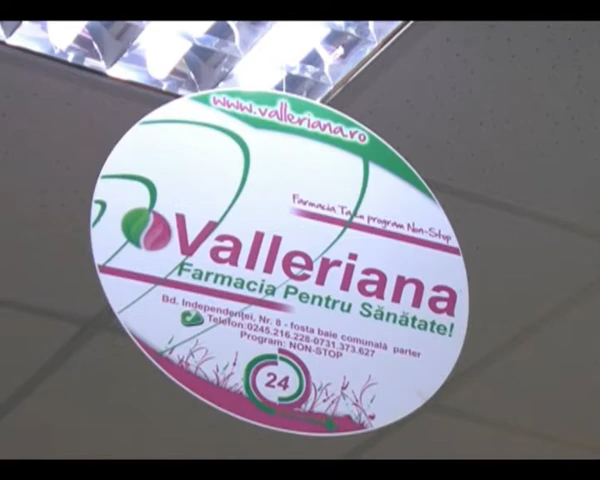 www.valleriana.ro
Farmacia Ta cu program Non-Stop
Valleriana
Farmacia Pentru Sănătate!
Bd. Independenţei, Nr. 8 - fosta baie comunală parter
Telefon:0245.216.228-0731.373.627
Program: NON-STOP
24